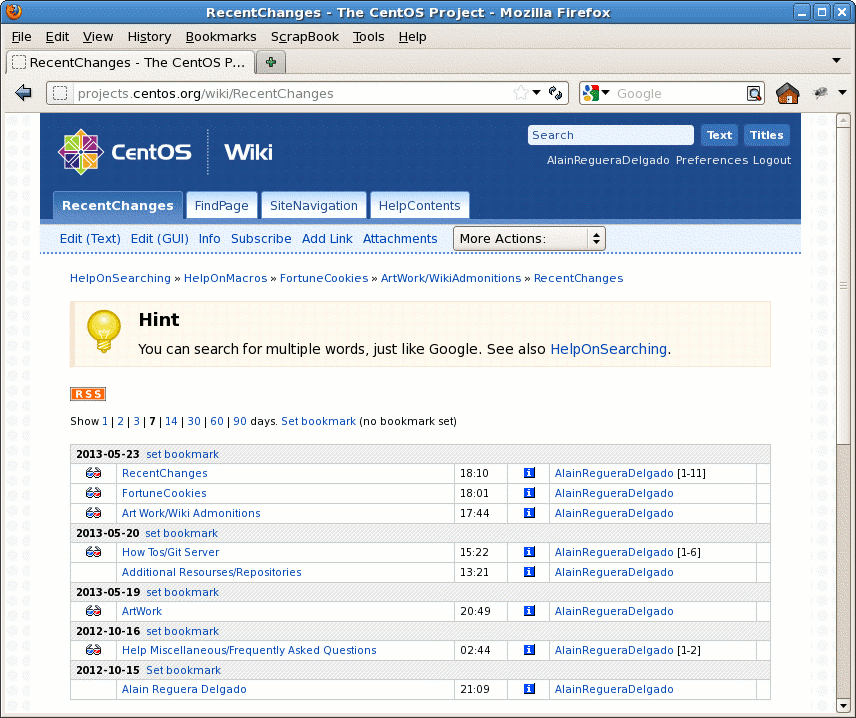 RecentChanges - The CentOS Project - Mozilla Firefox
File Edit View History Bookmarks ScrapBook Tools Help
RecentChanges - The CentOS P...
projects.centos.org/wiki/RecentChanges Google
CentOS Wiki Search Text Titles
AlainRegueraDelgado Preferences Logout
RecentChanges FindPage SiteNavigation HelpContents
Edit (Text) Edit (GUI) Info Subscribe Add Link Attachments More Actions:
HelpOnSearching » HelpOnMacros » FortuneCookies » ArtWork/WikiAdmonitions » RecentChanges
Hint
You can search for multiple words, just like Google. See also HelpOnSearching.
RSS
Show 1 | 2 | 3 | 7 | 14 | 30 | 60 | 90 days. Set bookmark (no bookmark set)
2013-05-23 set bookmark
RecentChanges 18:10 AlainRegueraDelgado [1-11]
FortuneCookies 18:01 AlainRegueraDelgado
Art Work/Wiki Admonitions 17:44 AlainRegueraDelgado
2013-05-20 set bookmark
How Tos/Git Server 15:22 AlainRegueraDelgado [1-6]
Additional Resourses/Repositories 13:21 AlainRegueraDelgado
2013-05-19 set bookmark
ArtWork 20:49 AlainRegueraDelgado
2012-10-16 set bookmark
Help Miscellaneous/Frequently Asked Questions 02:44 AlainRegueraDelgado [1-2]
2012-10-15 Set bookmark
Alain Reguera Delgado 21:09 AlainRegueraDelgado